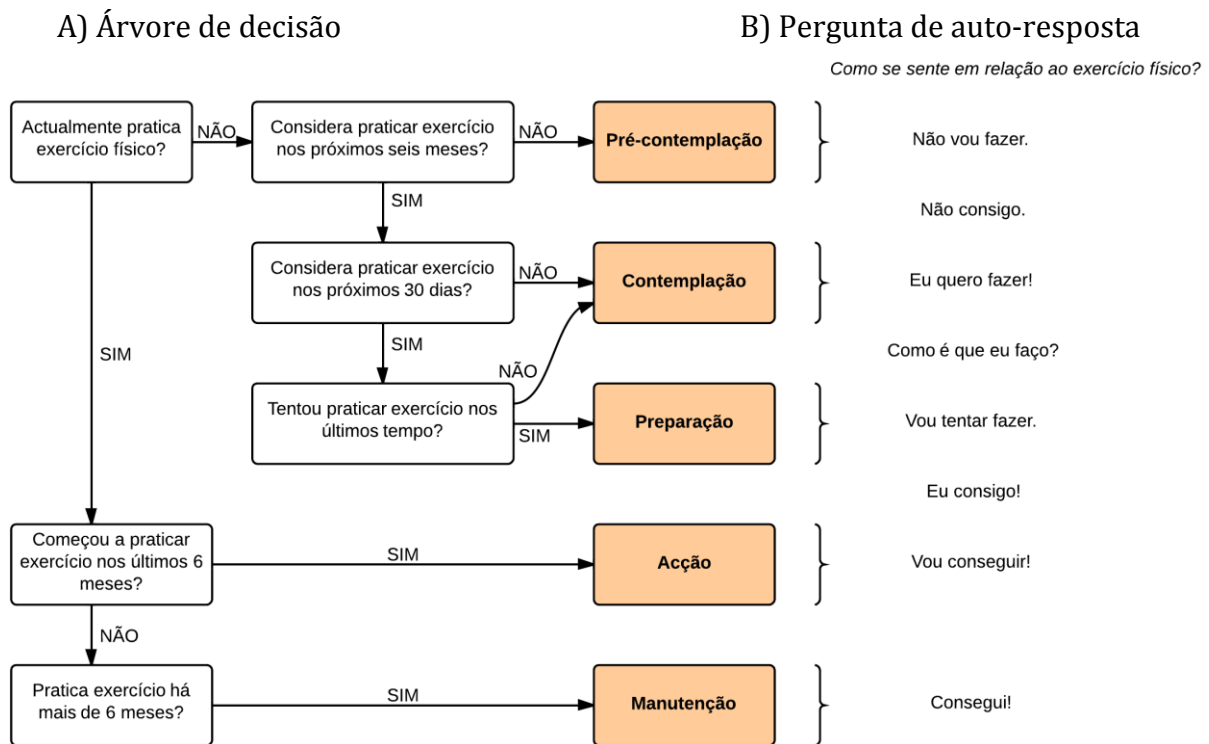 A) Árvore de decisão
B) Pergunta de auto-resposta
Como se sente em relação ao exercício físico?
Actualmente pratica
exercício físico?
NÃO
Considera praticar exercício
nos próximos seis meses?
NÃO
Pré-contemplação
Não vou fazer.
SIM
Não consigo.
Considera praticar exercício
nos próximos 30 dias?
NÃO
Contemplação
Eu quero fazer!
SIM
SIM
Como é que eu faço?
NÃO
Tentou praticar exercício nos
últimos tempo?
SIM
Preparação
Vou tentar fazer.
Eu consigo!
Começou a praticar
exercício nos últimos 6
meses?
SIM
Acção
Vou conseguir!
NÃO
Pratica exercício há
mais de 6 meses?
SIM
Manutenção
Consegui!